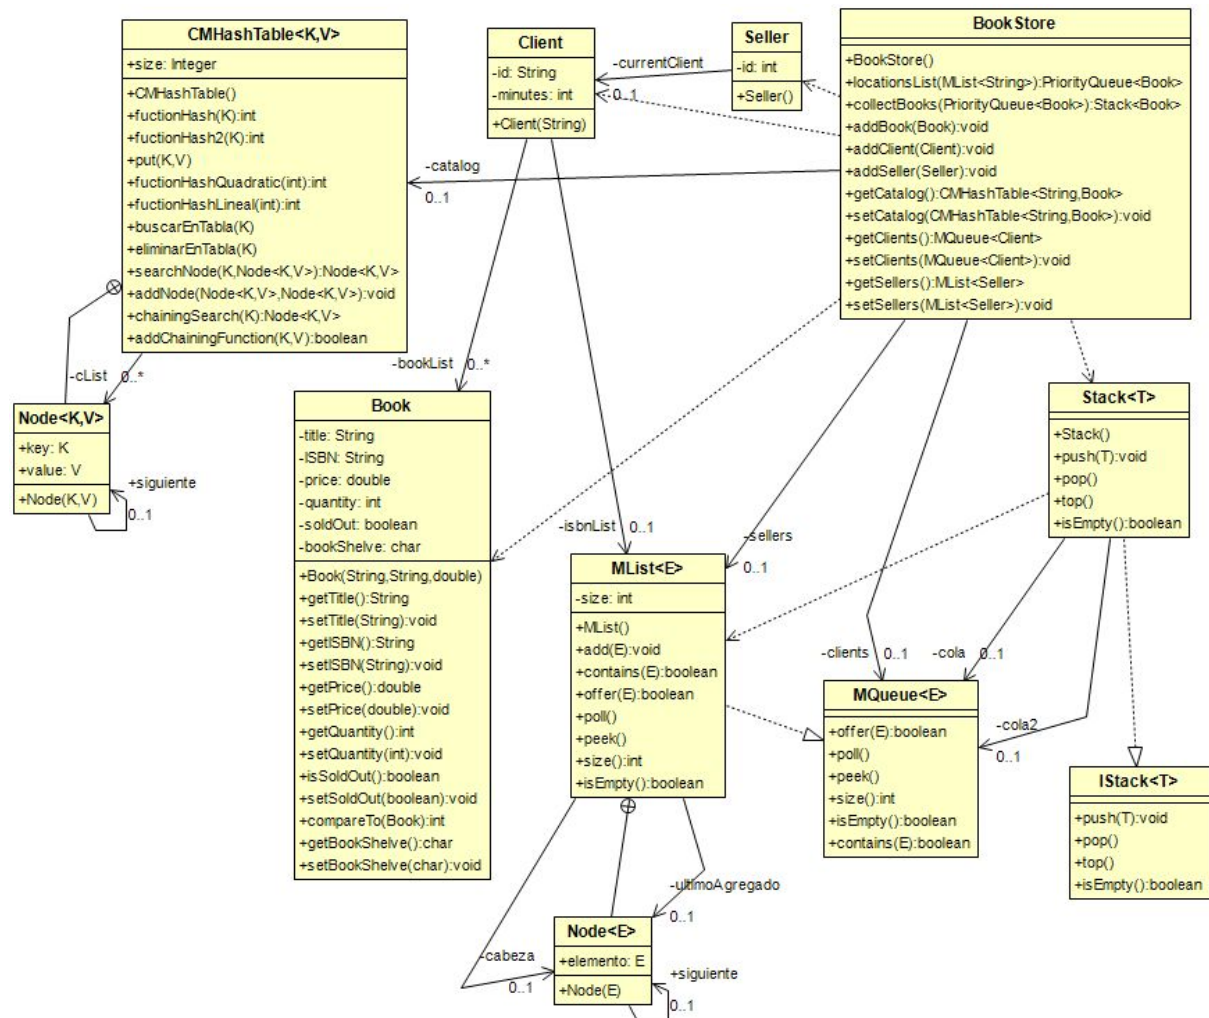 CMHashTable<K,V>
+size: Integer
+CMHashTable()
+fuctionHash(K):int
+fuctionHash2(K):int
+put(K,V)
+fuctionHashQuadratic(int):int
+fuctionHashLineal(int):int
+buscarEnTabla(K)
+eliminarEnTabla(K)
+searchNode(K,Node<K,V>):Node<K,V>
+addNode(Node<K,V>,Node<K,V>):void
+chainingSearch(K):Node<K,V>
+addChainingFunction(K,V):boolean
Client
-id: String
-minutes: int
+Client(String)
-currentClient
0..1
Seller
-id: int
+Seller()
BookStore
+BookStore()
+locationsList(MList<String>):PriorityQueue<Book>
+collectBooks(PriorityQueue<Book>):Stack<Book>
+addBook(Book):void
+addClient(Client):void
+addSeller(Seller):void
+getCatalog():CMHashTable<String,Book>
+setCatalog(CMHashTable<String,Book>):void
+getClients():MQueue<Client>
+setClients(MQueue<Client>):void
+getSellers():MList<Seller>
+setSellers(MList<Seller>):void
-catalog
0..1
-cList
0..*
Node<K,V>
+key: K
+value: V
+Node(K,V)
+siguiente
0..1
-bookList
0..*
Book
-title: String
-ISBN: String
-price: double
-quantity: int
-soldOut: boolean
-bookShelve: char
+Book(String,String,double)
+getTitle():String
+setTitle(String):void
+getISBN():String
+setISBN(String):void
+getPrice():double
+setPrice(double):void
+getQuantity():int
+setQuantity(int):void
+isSoldOut():boolean
+setSoldOut(boolean):void
+compareTo(Book):int
+getBookShelve():char
+setBookShelve(char):void
-isbnList
0..1
-sellers
0..1
MList<E>
-size: int
+MList()
+add(E):void
+contains(E):boolean
+offer(E):boolean
+poll()
+peek()
+size():int
+isEmpty():boolean
Stack<T>
+Stack()
+push(T):void
+pop()
+top()
+isEmpty():boolean
-clients
0..1
-cola
0..1
MQueue<E>
+offer(E):boolean
+poll()
+peek()
+size():int
+isEmpty():boolean
+contains(E):boolean
-cola2
0..1
IStack<T>
+push(T):void
+pop()
+top()
+isEmpty():boolean
-ultimoAgregado
0..1
-cabeza
0..1
Node<E>
+elemento: E
+Node(E)
+siguiente
0..1